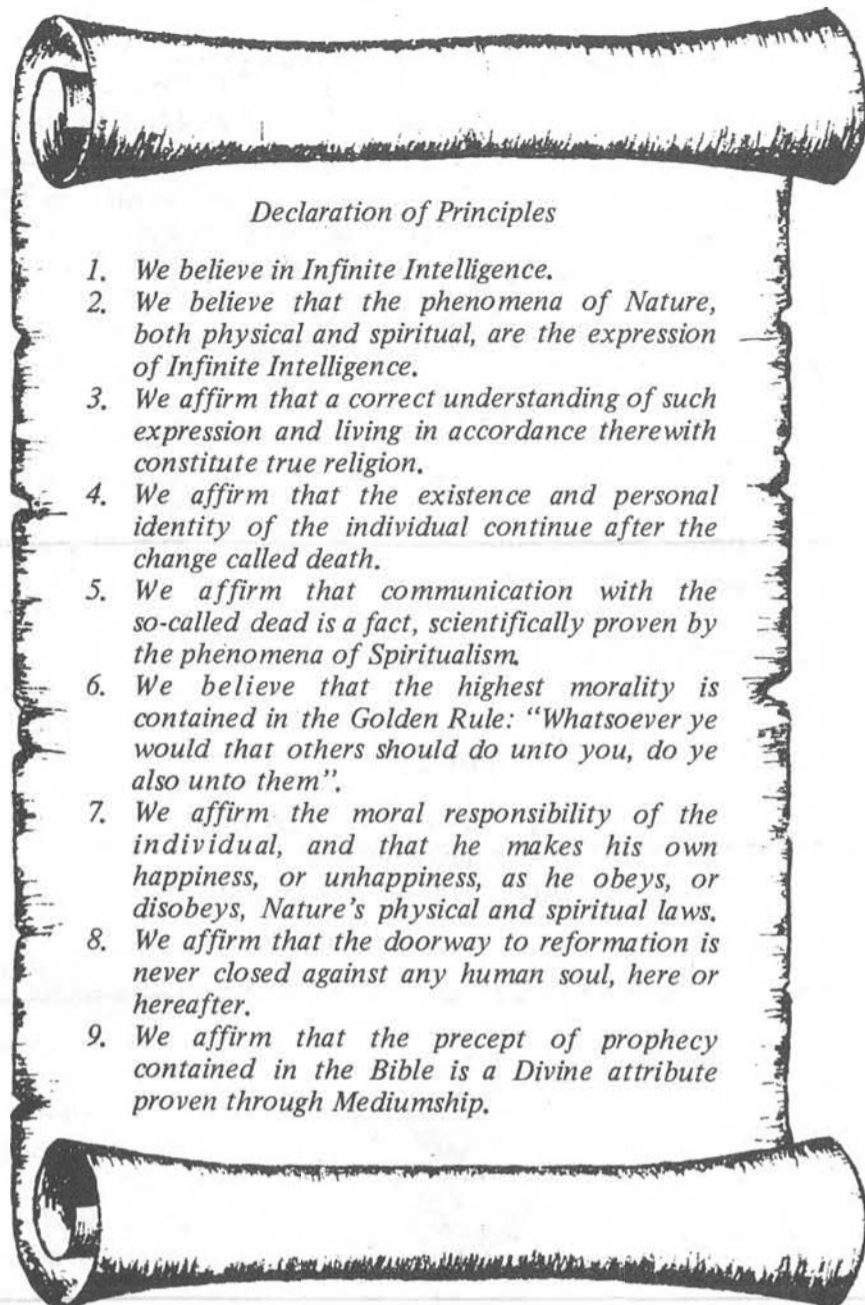 Declaration of Principles
1. We believe in Infinite Intelligence.
2. We believe that the phenomena of Nature,
both physical and spiritual, are the expression
of Infinite Intelligence.
3. We affirm that a correct understanding of such
expression and living in accordance therewith
constitute true religion.
4. We affirm that the existence and personal
identity of the individual continue after the
change called death.
5. We affirm that communication with the
so-called dead is a fact, scientifically proven by
the phenomena of Spiritualism.
6. We believe that the highest morality is
contained in the Golden Rule: “Whatsoever ye
would that others should do unto you, do ye
also unto them”.
7. We affirm the moral responsibility of the
individual, and that he makes his own
happiness, or unhappiness, as he obeys, or
disobeys, Nature’s physical and spiritual laws.
8. We affirm that the doorway to reformation is
never closed against any human soul, here or
hereafter.
9. We affirm that the precept of prophecy
contained in the Bible is a Divine attribute
proven through Mediumship.